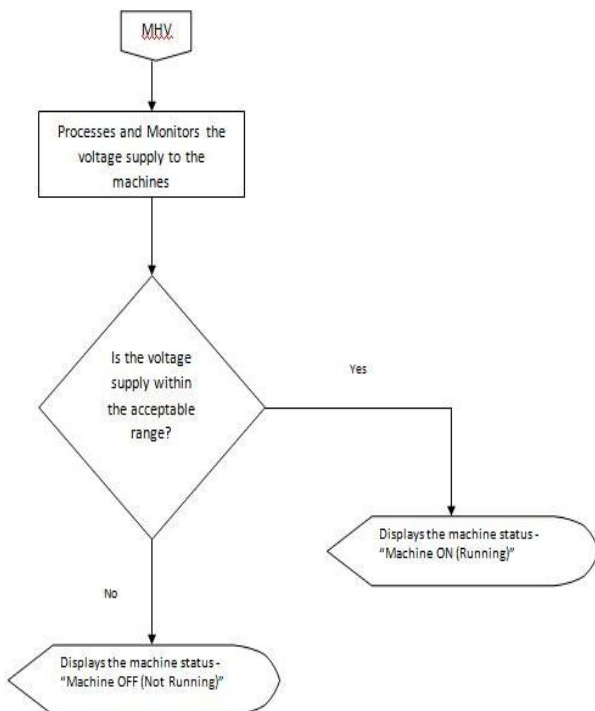 MHV
Processes and Monitors the
voltage supply to the
machines
Is the voltage
supply within
the acceptable
range?
Yes
Displays the machine status -
“Machine ON (Running)”
No
Displays the machine status -
“Machine OFF (Not Running)”